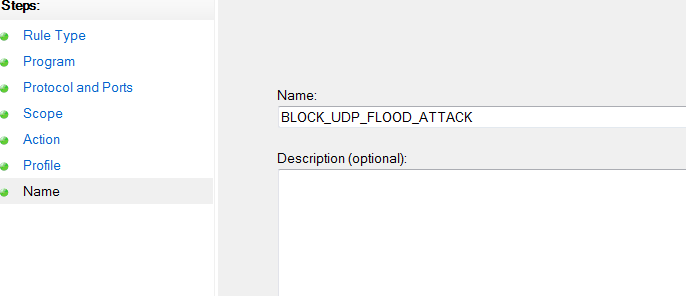 Steps:
Rule Type
Program
Protocol and Ports
Scope
Action
Profile
Name
Name:
BLOCK_UDP_FLOOD_ATTACK
Description (optional):